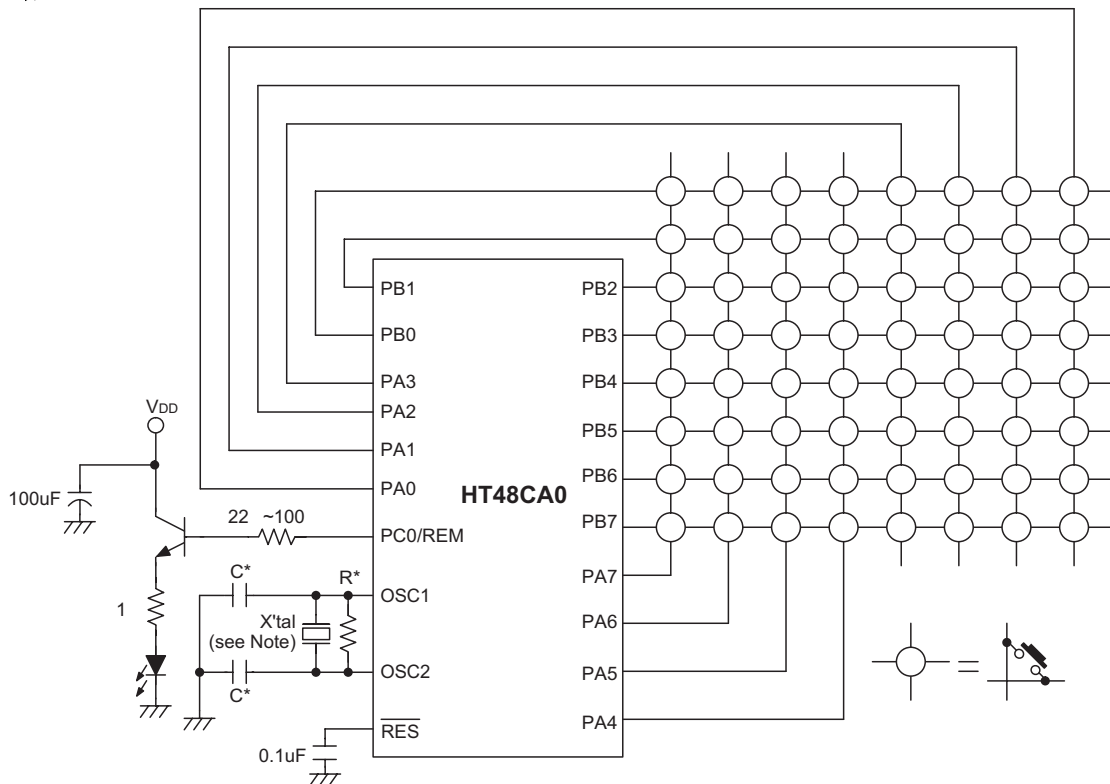 PB1
PB0
PA3
PA2
PA1
PA0
PC0/REM
OSC1
OSC2
RES
HT48CA0
PB2
PB3
PB4
PB5
PB6
PB7
PA7
PA6
PA5
PA4
VDD
100uF
22 ~100
1
C*
R*
X'tal
(see Note)
C*
0.1uF